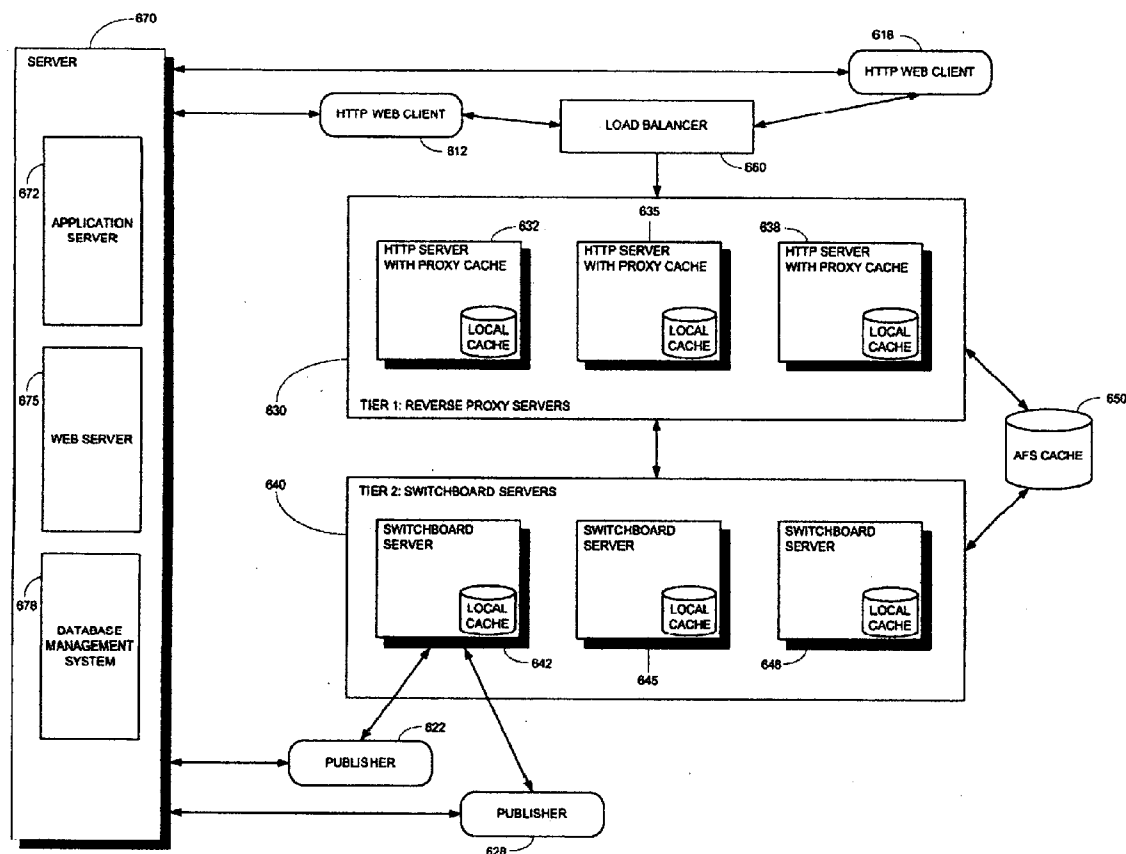 670
618
SERVER
HTTP WEB CLIENT
HTTP WEB CLIENT
LOAD BALANCER
612
660
672
APPLICATION
SERVER
632
635
638
HTTP SERVER
WITH PROXY CACHE
HTTP SERVER
WITH PROXY CACHE
HTTP SERVER
WITH PROXY CACHE
LOCAL
CACHE
LOCAL
CACHE
LOCAL
CACHE
630
TIER 1: REVERSE PROXY SERVERS
675
WEB SERVER
650
AFS CACHE
640
TIER 2: SWITCHBOARD SERVERS
SWITCHBOARD
SERVER
SWITCHBOARD
SERVER
SWITCHBOARD
SERVER
LOCAL
CACHE
LOCAL
CACHE
LOCAL
CACHE
642
645
648
678
DATABASE
MANAGEMENT
SYSTEM
622
PUBLISHER
PUBLISHER
628